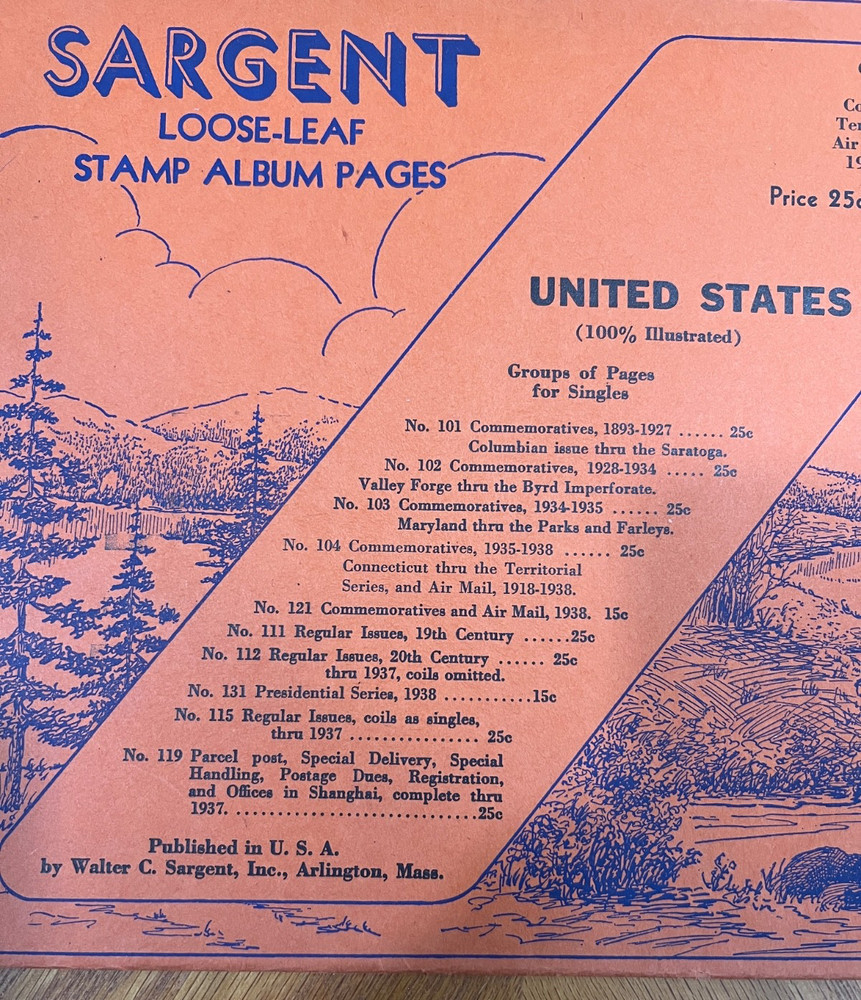 SARGENT
LOOSE-LEAF
STAMP ALBUM PAGES
Air
Price 25c
UNITED STATES
(100% Illustrated)
Groups of Pages
for Singles
No. 101 Commemoratives, 1893-1927 ...... 25c
Columbian issue thru the Saratoga.
No. 102 Commemoratives, 1928-1934 ..... 25c
Valley Forge thru the Byrd Imperforate.
No. 103 Commemoratives, 1934-1935 ...... 25c
Maryland thru the Parks and Farleys.
No. 104 Commemoratives, 1935-1938 ...... 25c
Connecticut thru the Territorial
Series, and Air Mail, 1918-1938.
No. 121 Commemoratives and Air Mail, 1938. 15c
No. 111 Regular Issues, 19th Century ......25c
No. 112 Regular Issues, 20th Century ...... 25c
thru 1937, coils omitted.
No. 131 Presidential Series, 1938 ...........15c
No. 115 Regular Issues, coils as singles,
thru 1937 ................ 25c
No. 119 Parcel post, Special Delivery, Special
Handling, Postage Dues, Registration,
and Offices in Shanghai, complete thru
1937. ..............................25c
Published in U. S. A.
by Walter C. Sargent, Inc., Arlington, Mass.